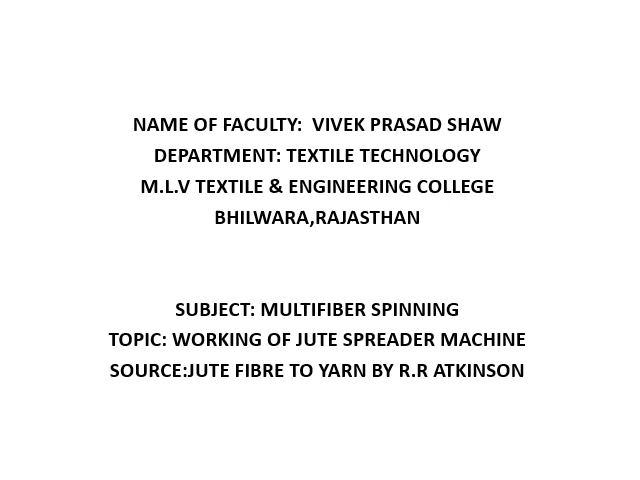 NAME OF FACULTY:  VIVEK PRASAD SHAW
DEPARTMENT: TEXTILE TECHNOLOGY
M.L.V TEXTILE & ENGINEERING COLLEGE
BHILWARA,RAJASTHAN
SUBJECT: MULTIFIBER SPINNING
TOPIC: WORKING OF JUTE SPREADER MACHINE
SOURCE:JUTE FIBRE TO YARN BY R.R ATKINSON